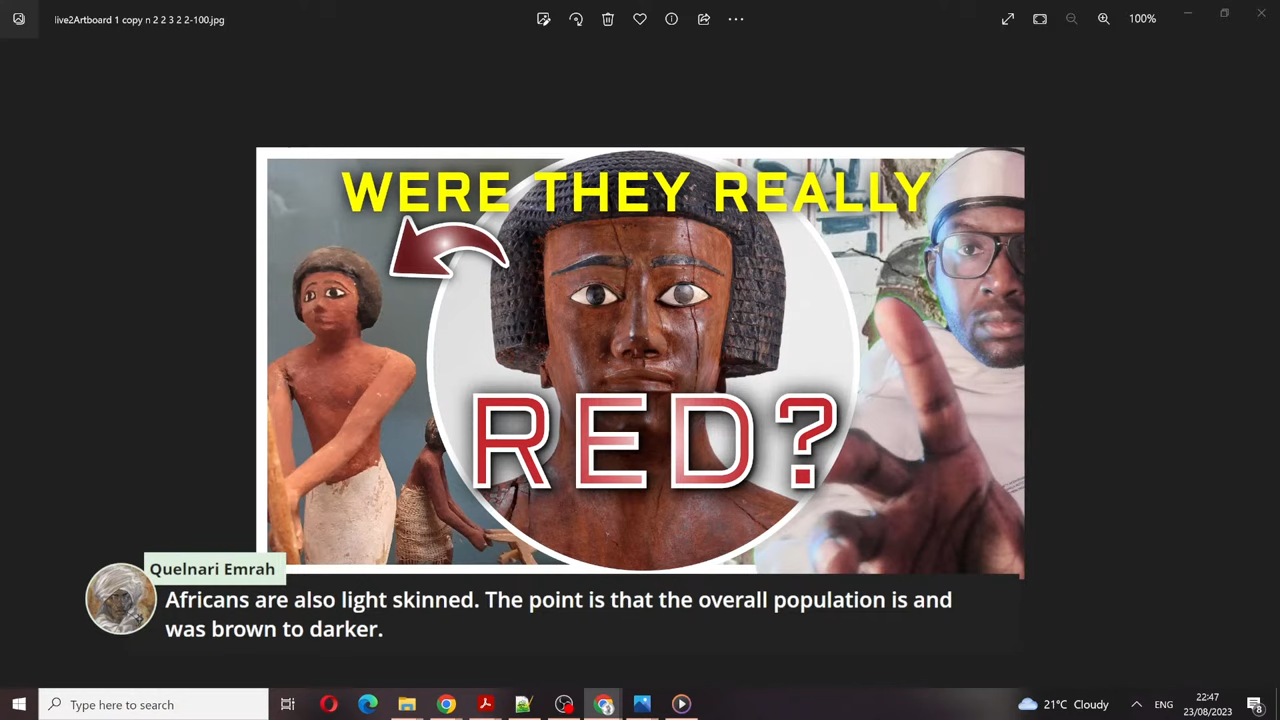 live2Artboard 1 copy n 2 2 3 2 2-100.jpg
100%
WERE THEY REALLY
RED?
Quelnari Emrah
Africans are also light skinned. The point is that the overall population is and
was brown to darker.
Type here to search
21°C Cloudy
ENG
22:47
23/08/2023
8